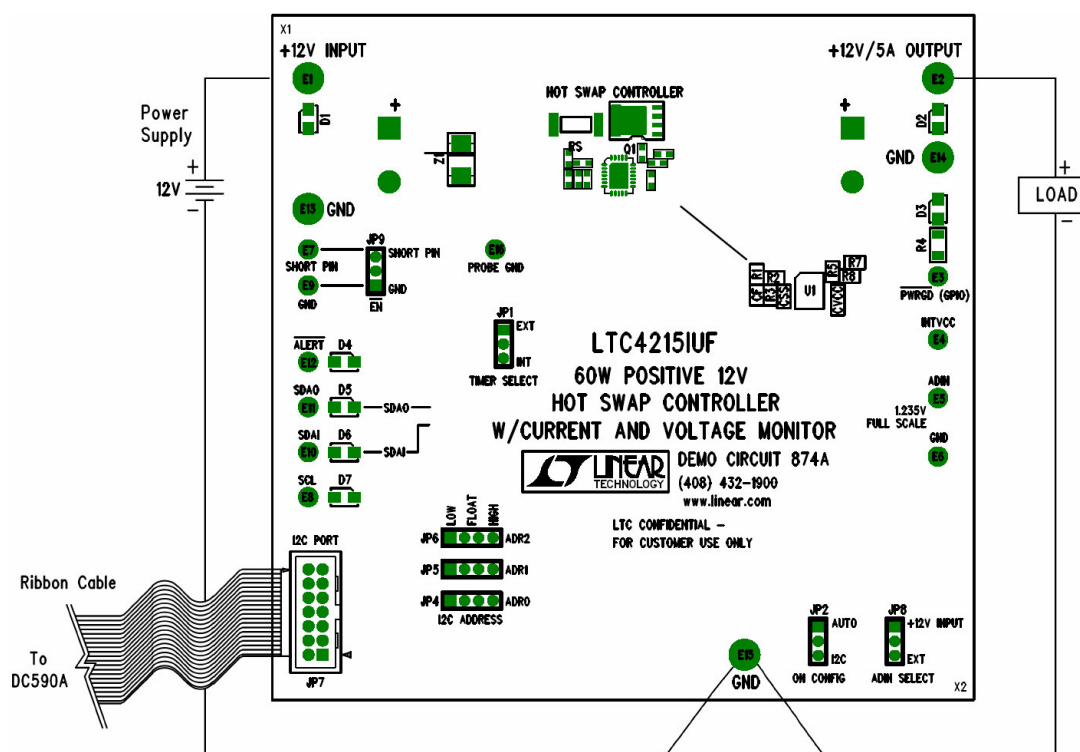 X1
+12V INPUT
+12V/5A OUTPUT
E1
E2
Power
Supply
+
12V
-
D1
+
HOT SWAP CONTROLLER
RS
Q1
Z1
+
D2
GND
E14
+
LOAD
-
E13
GND
D3
R4
E7
SHORT PIN
E9
GND
JP9
SHORT PIN
GND
EN
E16
PROBE GND
E3
PWRGD (GPIO)
R1
R2
CF
R3
CSS
U1
R5
R7
R8
CVCC
INTVCC
E4
JP1
EXT
INT
TIMER SELECT
ALERT
D4
E12
SDAO
D5
E11
SDAO
SDAI
D6
E10
SDAI
SCL
D7
E8
LTC4215IUF
60W POSITIVE 12V
HOT SWAP CONTROLLER
W/CURRENT AND VOLTAGE MONITOR
LINEAR
TECHNOLOGY
DEMO CIRCUIT 874A
(408) 432-1900
www.linear.com
LTC CONFIDENTIAL -
FOR CUSTOMER USE ONLY
ADIN
E5
1.235V
FULL SCALE
GND
E6
LOW
FLOAT
HIGH
JP6
ADR2
JP5
ADR1
JP4
ADR0
I2C ADDRESS
I2C PORT
JP7
Ribbon Cable
To
DC590A
E15
GND
JP2
AUTO
I2C
ON CONFIG
JP8
+12V INPUT
EXT
ADIN SELECT
X2